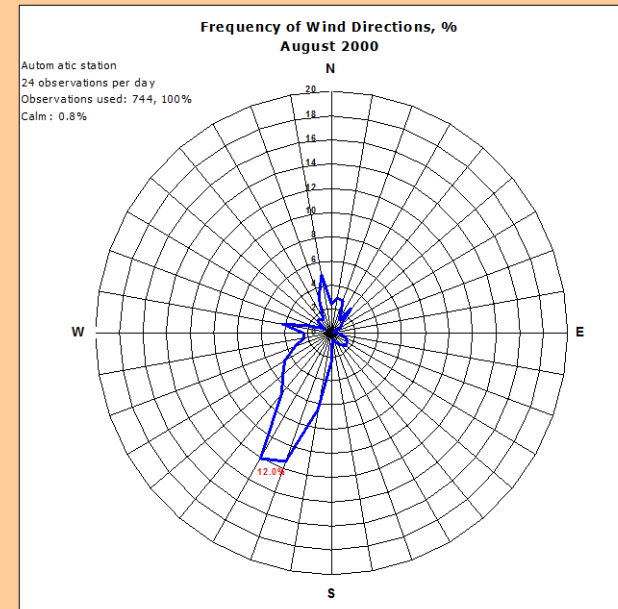 Frequency of Wind Directions, %
August 2000
N
Autom atic station
24 observations per day
Observations used: 744, 100%
Calm : 0.8%
20
18
16
14
12
10
8
6
4
2
W
E
12.0%
S